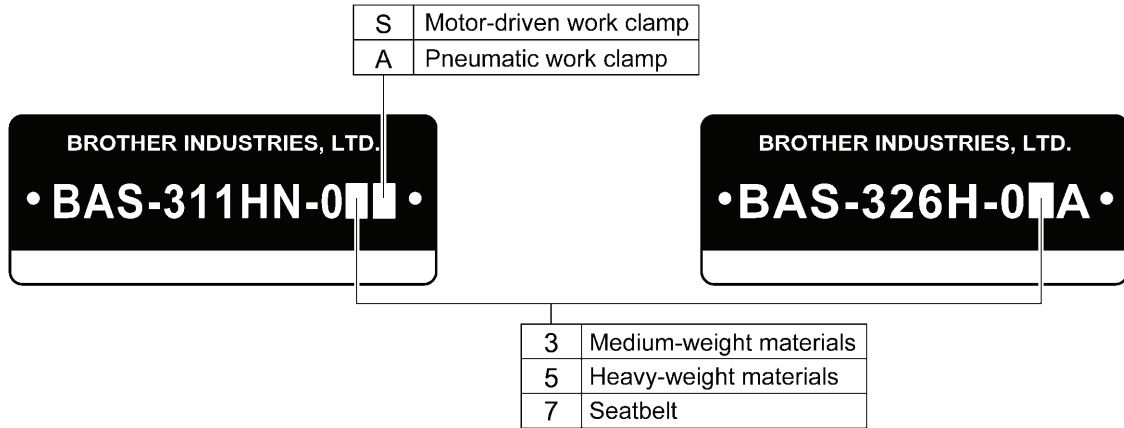 S Motor-driven work clamp
A Pneumatic work clamp
BROTHER INDUSTRIES, LTD.
• BAS-311HN-0 •
BROTHER INDUSTRIES, LTD.
• BAS-326H-0 A •
3 Medium-weight materials
5 Heavy-weight materials
7 Seatbelt